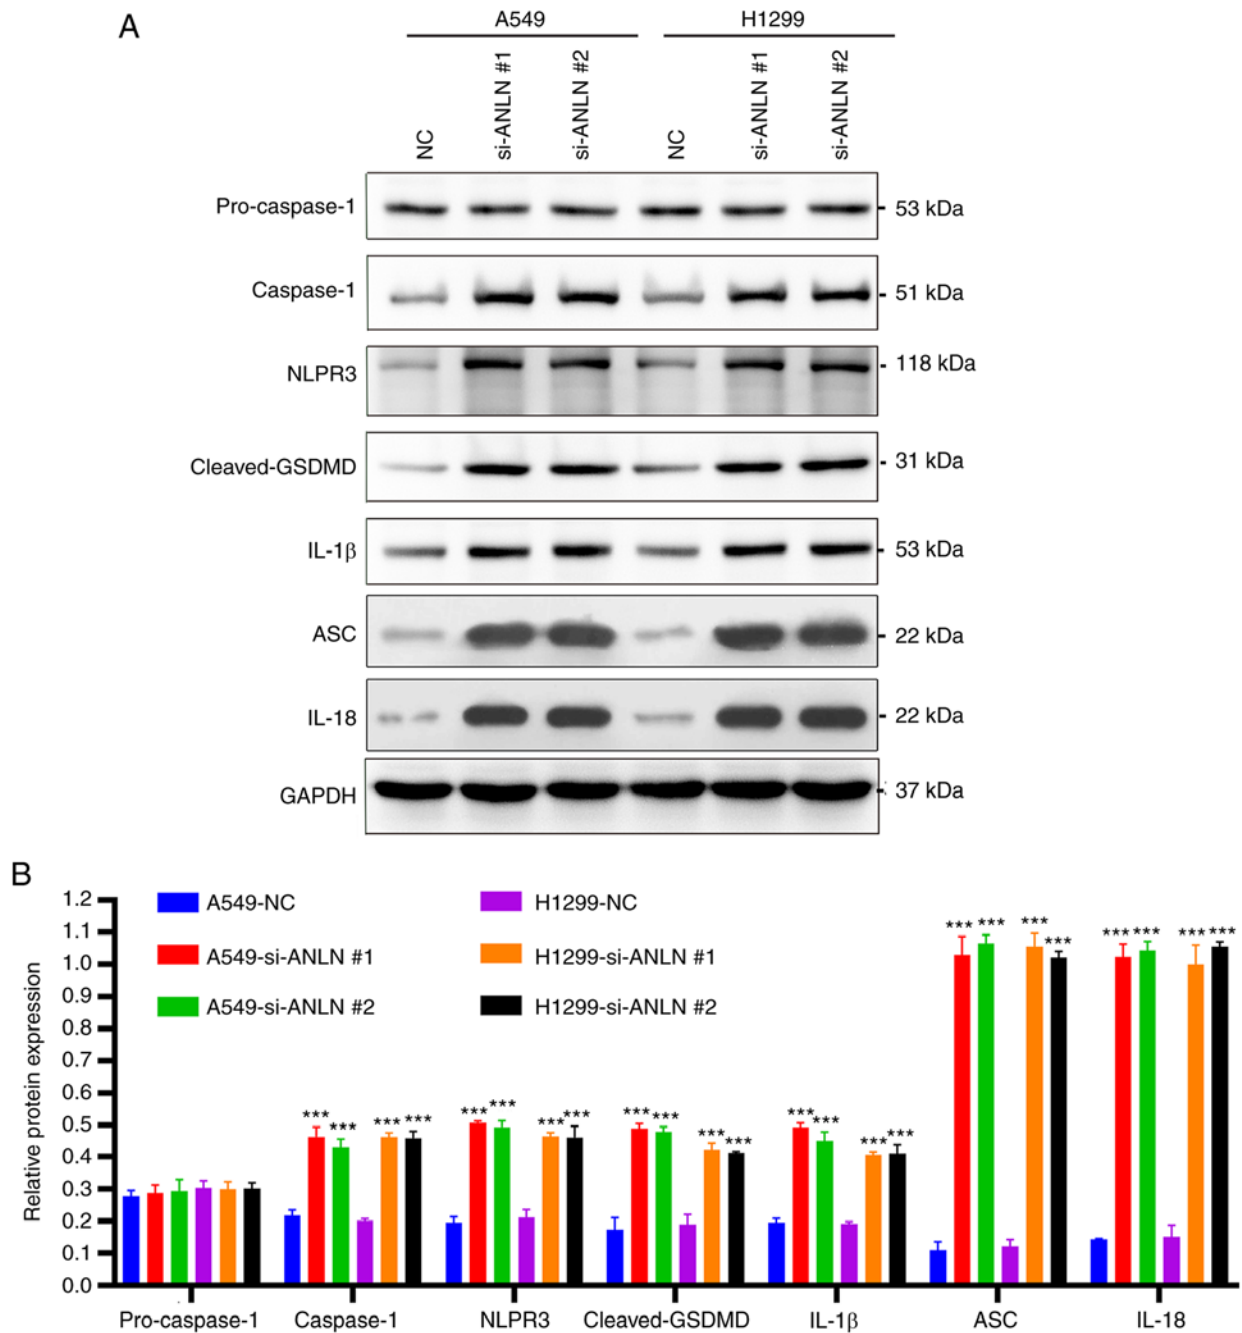 A
A549
H1299
NC
si-ANLN #1
si-ANLN #2
NC
si-ANLN #1
si-ANLN #2
Pro-caspase-1
53 kDa
Caspase-1
51 kDa
NLPR3
118 kDa
Cleaved-GSDMD
31 kDa
IL-1β
53 kDa
ASC
22 kDa
IL-18
22 kDa
GAPDH
37 kDa
B
Relative protein expression
1.2
1.1
1.0
0.9
0.8
0.7
0.6
0.5
0.4
0.3
0.2
0.1
0.0
A549-NC
H1299-NC
A549-si-ANLN #1
H1299-si-ANLN #1
A549-si-ANLN #2
H1299-si-ANLN #2
*** *** *** ***
*** *** *** ***
*** *** *** ***
*** *** *** ***
*** *** *** ***
*** *** *** ***
Pro-caspase-1
Caspase-1
NLPR3
Cleaved-GSDMD
IL-1β
ASC
IL-18